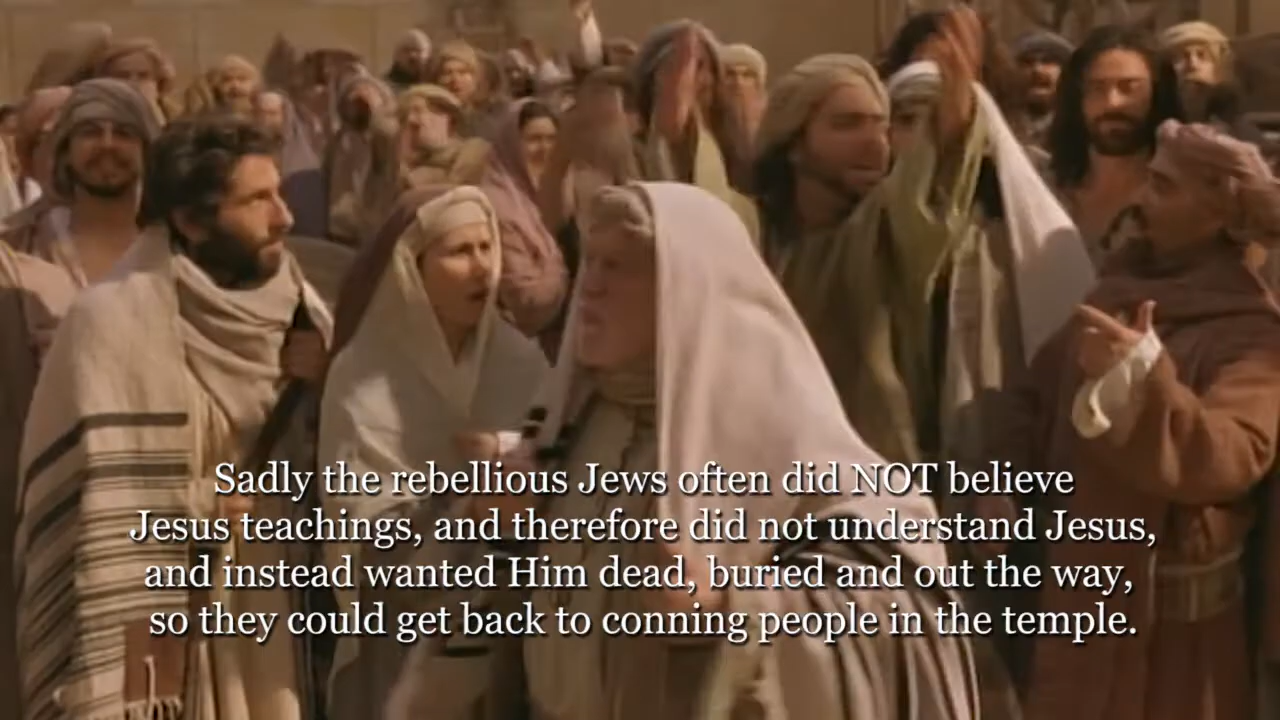 Sadly the rebellious Jews often did NOT believe
Jesus teachings, and therefore did not understand Jesus,
and instead wanted Him dead, buried and out the way,
so they could get back to conning people in the temple.